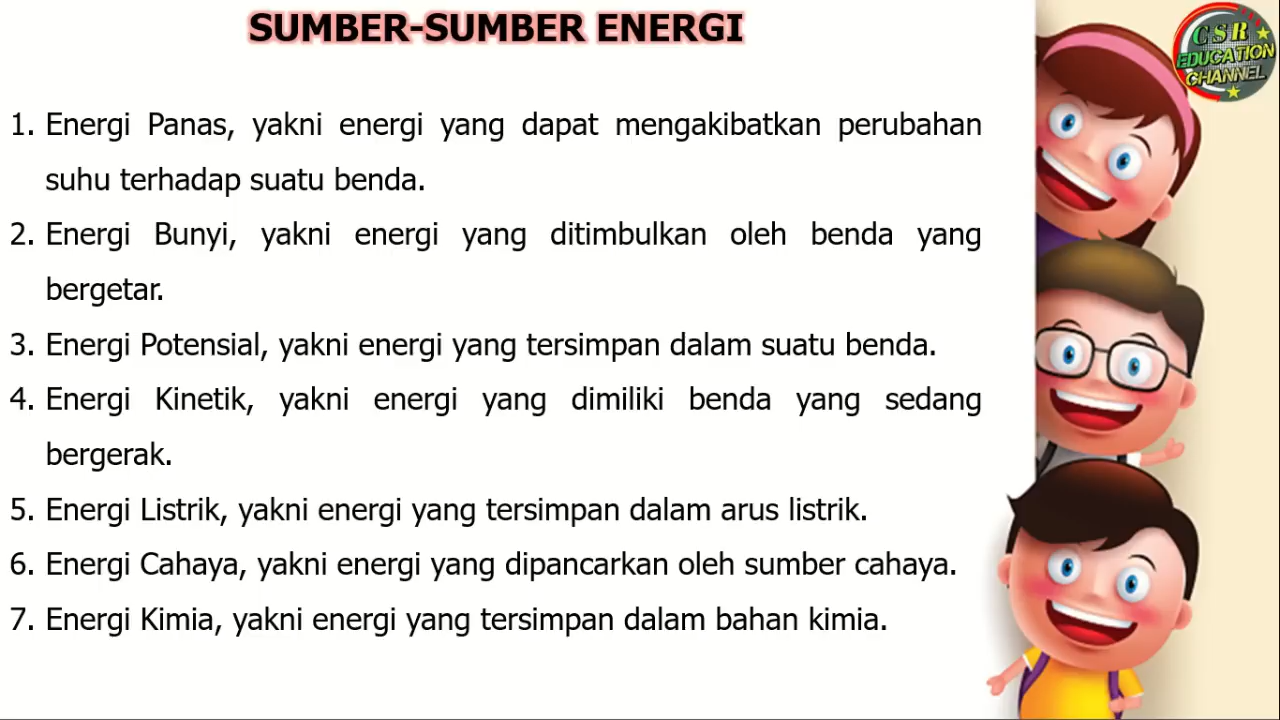 SUMBER-SUMBER ENERGI
CSR
EDUCATION
CHANNEL
1. Energi Panas, yakni energi yang dapat mengakibatkan perubahan
suhu terhadap suatu benda.
2. Energi Bunyi, yakni energi yang ditimbulkan oleh benda yang
bergetar.
3. Energi Potensial, yakni energi yang tersimpan dalam suatu benda.
4. Energi Kinetik, yakni energi yang dimiliki benda yang sedang
bergerak.
5. Energi Listrik, yakni energi yang tersimpan dalam arus listrik.
6. Energi Cahaya, yakni energi yang dipancarkan oleh sumber cahaya.
7. Energi Kimia, yakni energi yang tersimpan dalam bahan kimia.